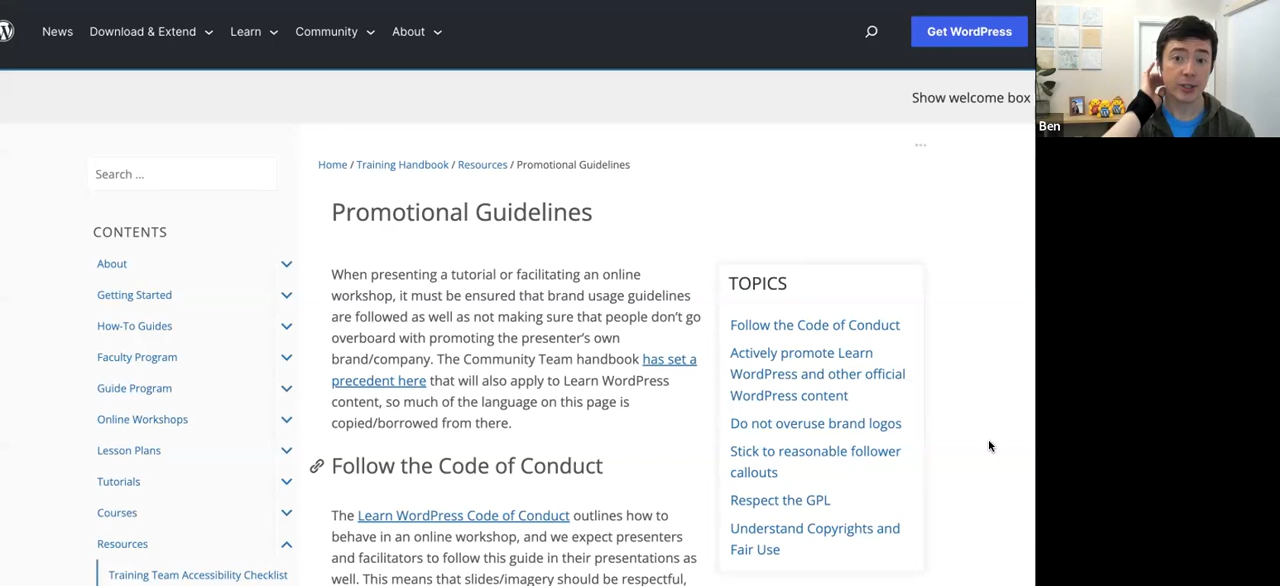 News Download & Extend Learn Community About Get WordPress
Show welcome box
Ben
Search ...
CONTENTS
About
Getting Started
How-To Guides
Faculty Program
Guide Program
Online Workshops
Lesson Plans
Tutorials
Courses
Resources
Training Team Accessibility Checklist
Home / Training Handbook / Resources / Promotional Guidelines
Promotional Guidelines
When presenting a tutorial or facilitating an online
workshop, it must be ensured that brand usage guidelines
are followed as well as not making sure that people don't go
overboard with promoting the presenter's own
brand/company. The Community Team handbook has set a
precedent here that will also apply to Learn WordPress
content, so much of the language on this page is
copied/borrowed from there.
Follow the Code of Conduct
The Learn WordPress Code of Conduct outlines how to
behave in an online workshop, and we expect presenters
and facilitators to follow this guide in their presentations as
well. This means that slides/imagery should be respectful,
TOPICS
Follow the Code of Conduct
Actively promote Learn
WordPress and other official
WordPress content
Do not overuse brand logos
Stick to reasonable follower
callouts
Respect the GPL
Understand Copyrights and
Fair Use